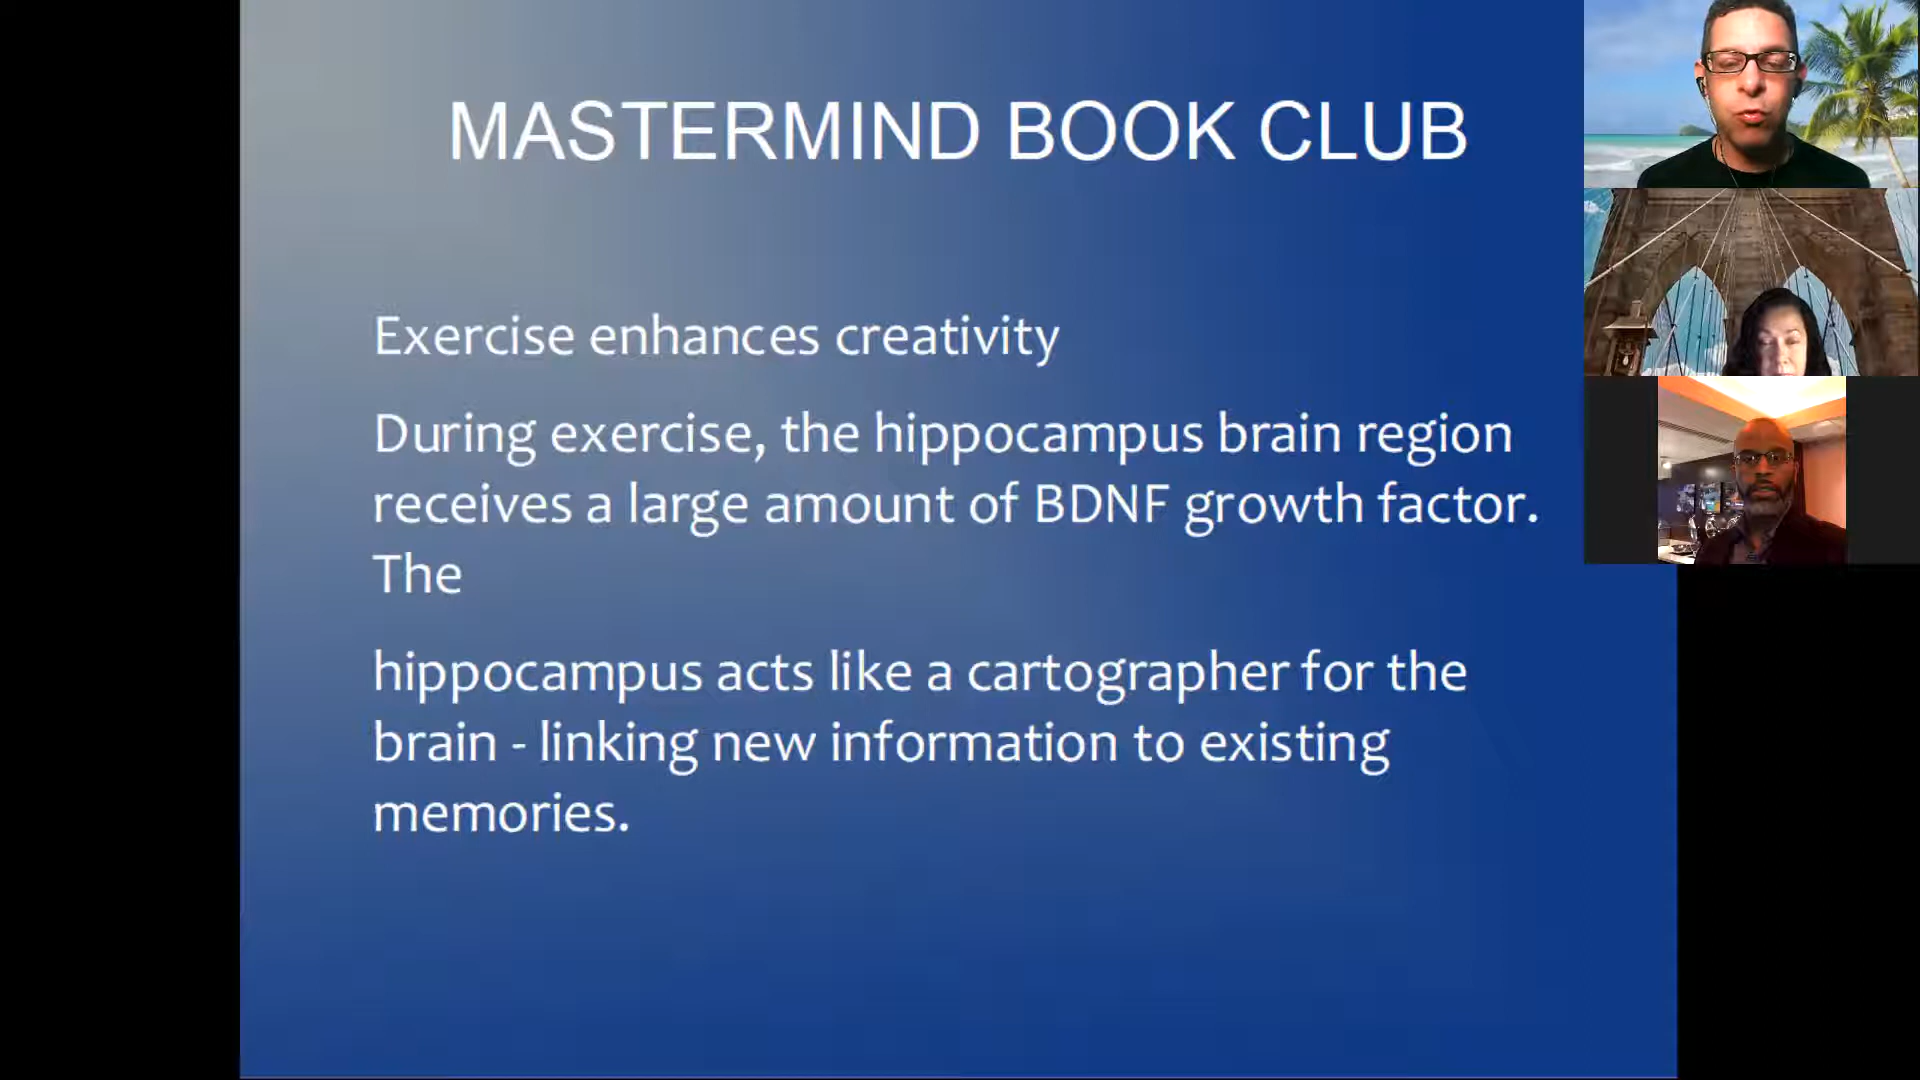 MASTERMIND BOOK CLUB
Exercise enhances creativity
During exercise, the hippocampus brain region
receives a large amount of BDNF growth factor.
The
hippocampus acts like a cartographer for the
brain - linking new information to existing
memories.